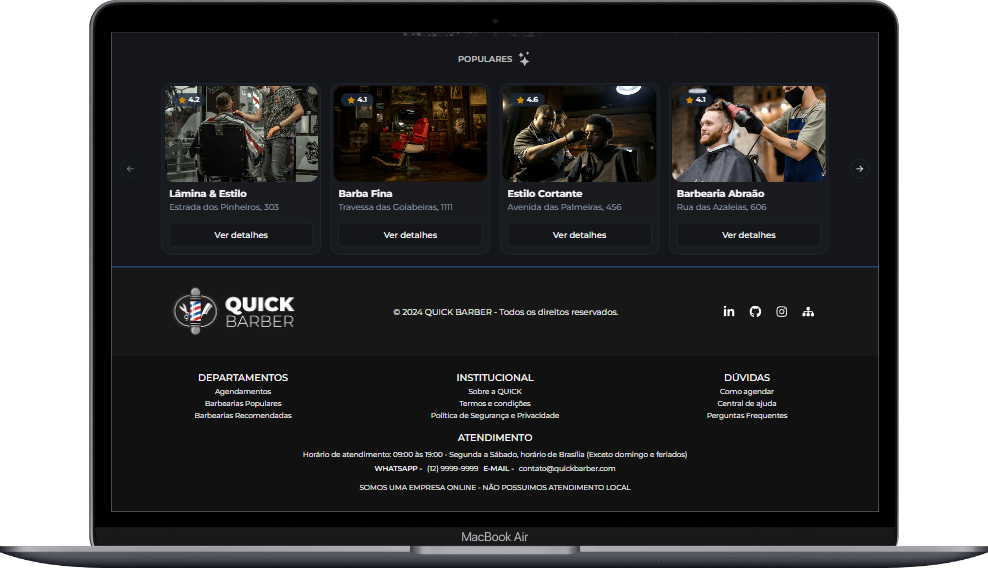 POPULARES
4.2
4.1
4.6
4.1
Lâmina & Estilo
Estrada dos Pinheiros, 303
Ver detalhes
Barba Fina
Travessa das Goiabeiras, 1111
Ver detalhes
Estilo Cortante
Avenida das Palmeiras, 456
Ver detalhes
Barbearia Abraão
Rua das Azaleias, 606
Ver detalhes
QUICK
BARBER
© 2024 QUICK BARBER - Todos os direitos reservados.
in
DEPARTAMENTOS
Agendamentos
Barbearias Populares
Barbearias Recomendadas
INSTITUCIONAL
Sobre a QUICK
Termos e condições
Política de Segurança e Privacidade
DÚVIDAS
Como agendar
Central de ajuda
Perguntas Frequentes
ATENDIMENTO
Horário de atendimento: 09:00 às 19:00 - Segunda a Sábado, horário de Brasília (Exceto domingo e feriados)
WHATSAPP - (12) 9999-9999 E-MAIL - contato@quickbarber.com
SOMOS UMA EMPRESA ONLINE - NÃO POSSUIMOS ATENDIMENTO LOCAL
MacBook Air